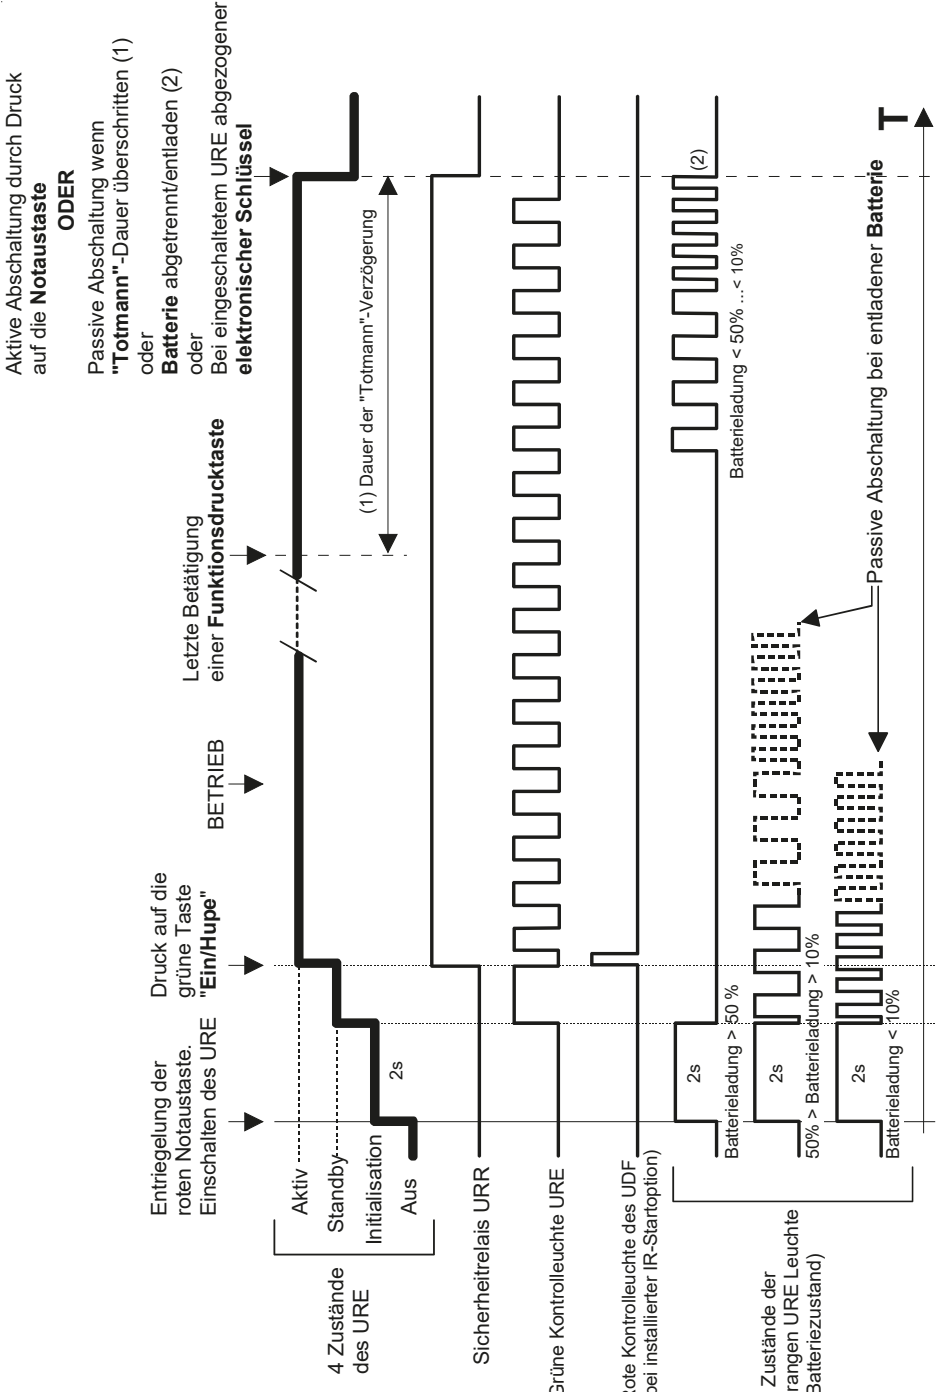 Aktive Abschaltung durch Druck
auf die Notaustaste
ODER
Passive Abschaltung wenn
"Totmann"-Dauer überschritten (1)
oder
Batterie abgetrennt/entladen (2)
oder
Bei eingeschaltetem URE abgezogener
elektronischer Schlüssel
Letzte Betätigung
einer Funktionsdrucktaste
BETRIEB
Druck auf die
grüne Taste
"Ein/Hupe"
Entriegelung der
roten Notaustaste.
Einschalten des URE
4 Zustände
des URE
Aktiv
Standby
Initialisation
Aus
2s
(1) Dauer der "Totmann"-Verzögerung
Sicherheitrelais URR
Grüne Kontrolleuchte URE
Rote Kontrolleuchte des UDF
bei installierter IR-Startoption)
Zustände der
rangen URE Leuchte
Batteriezustand)
2s
Batterieladung > 50 %
Batterieladung < 50% ...< 10%
(2)
2s
50% > Batterieladung > 10%
2s
Batterieladung < 10%
Passive Abschaltung bei entladener Batterie
T